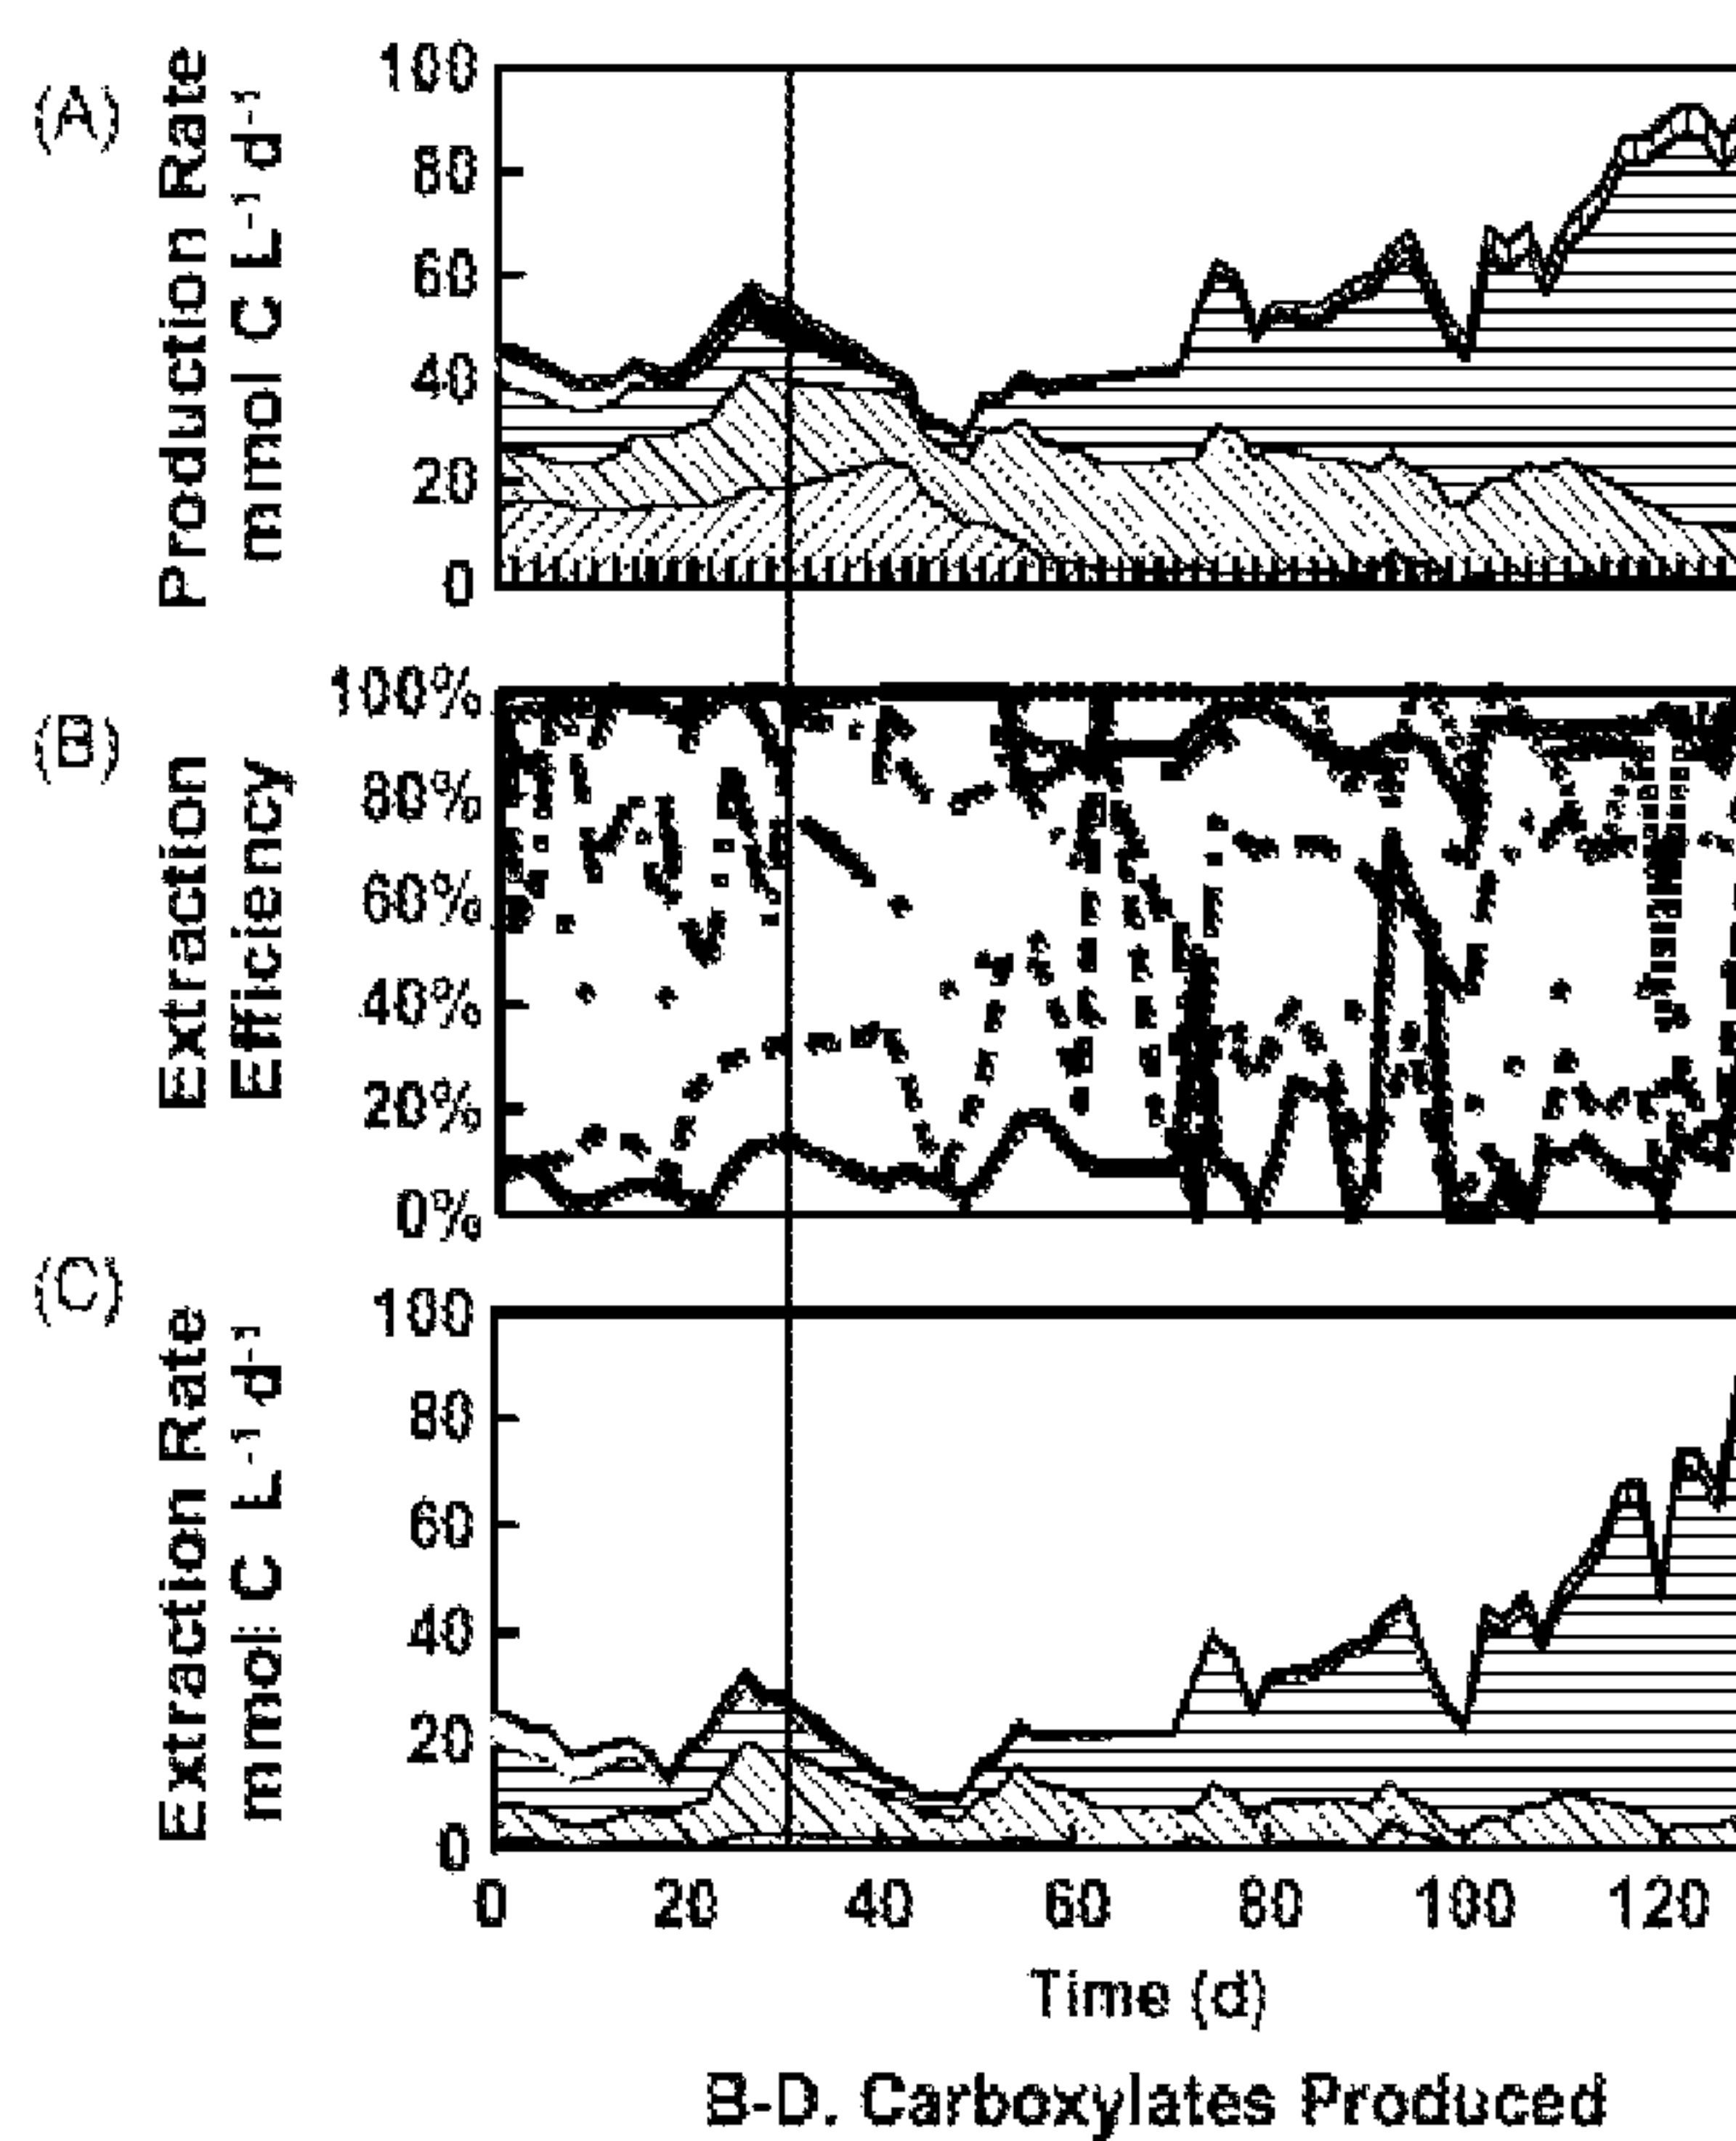 (A)
Production Rate
mmol C L⁻¹ d⁻¹
100
80
60
40
20
0
(B)
Extraction
Efficiency
100%
80%
60%
40%
20%
0%
(C)
Extraction Rate
mmol C L⁻¹ d⁻¹
100
80
60
40
20
0
0 20 40 60 80 100 120
Time (d)
B-D. Carboxylates Produced